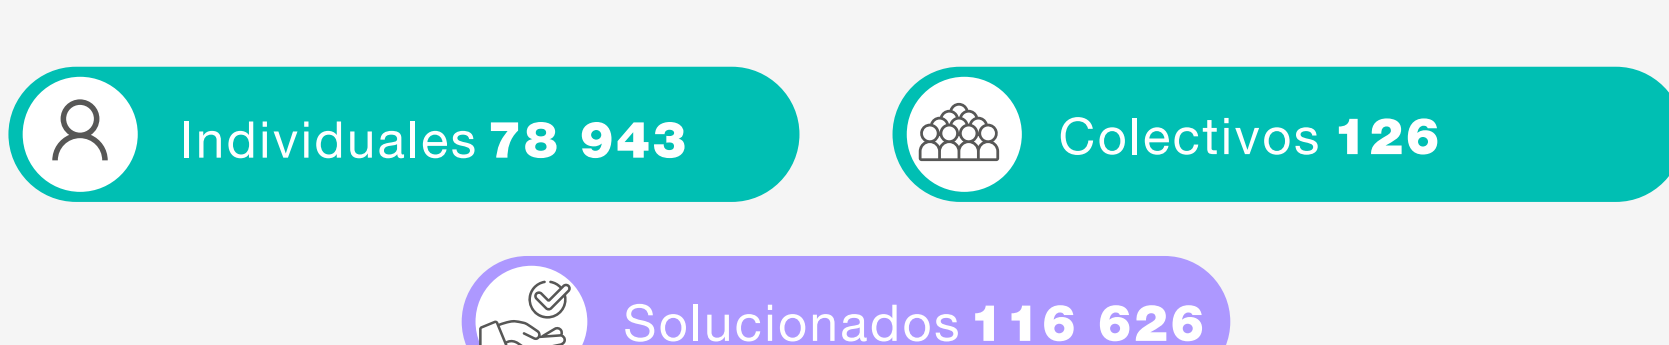 Individuales 78 943
Colectivos 126
Solucionados 116 626